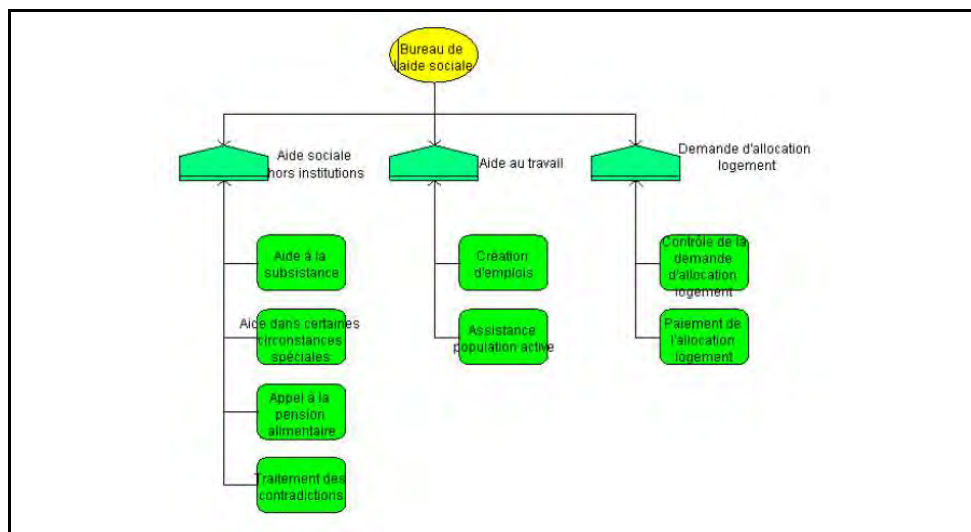 Bureau de
l'aide sociale
Aide sociale
hors institutions
Aide au travail
Demande d'allocation
logement
Aide à la
subsistance
Aide dans certaines
circonstances
spéciales
Appel à la
pension
alimentaire
Traitement des
contradictions
Création
d'emplois
Assistance
population active
Contrôle de la
demande
d'allocation
logement
Paiement de
l'allocation
logement